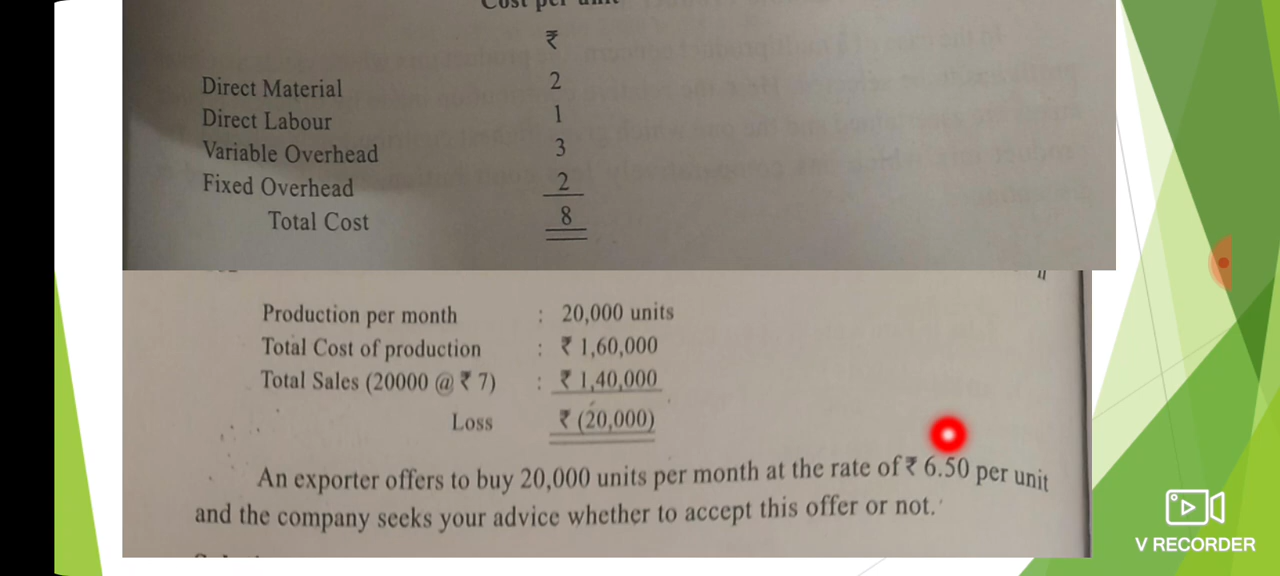 Cost per unit
₹
Direct Material 2
Direct Labour 1
Variable Overhead 3
Fixed Overhead 2
Total Cost 8
Production per month : 20,000 units
Total Cost of production : ₹ 1,60,000
Total Sales (20000 @ ₹ 7) : ₹ 1,40,000
Loss ₹ (20,000)
An exporter offers to buy 20,000 units per month at the rate of ₹ 6.50 per unit
and the company seeks your advice whether to accept this offer or not.
V RECORDER